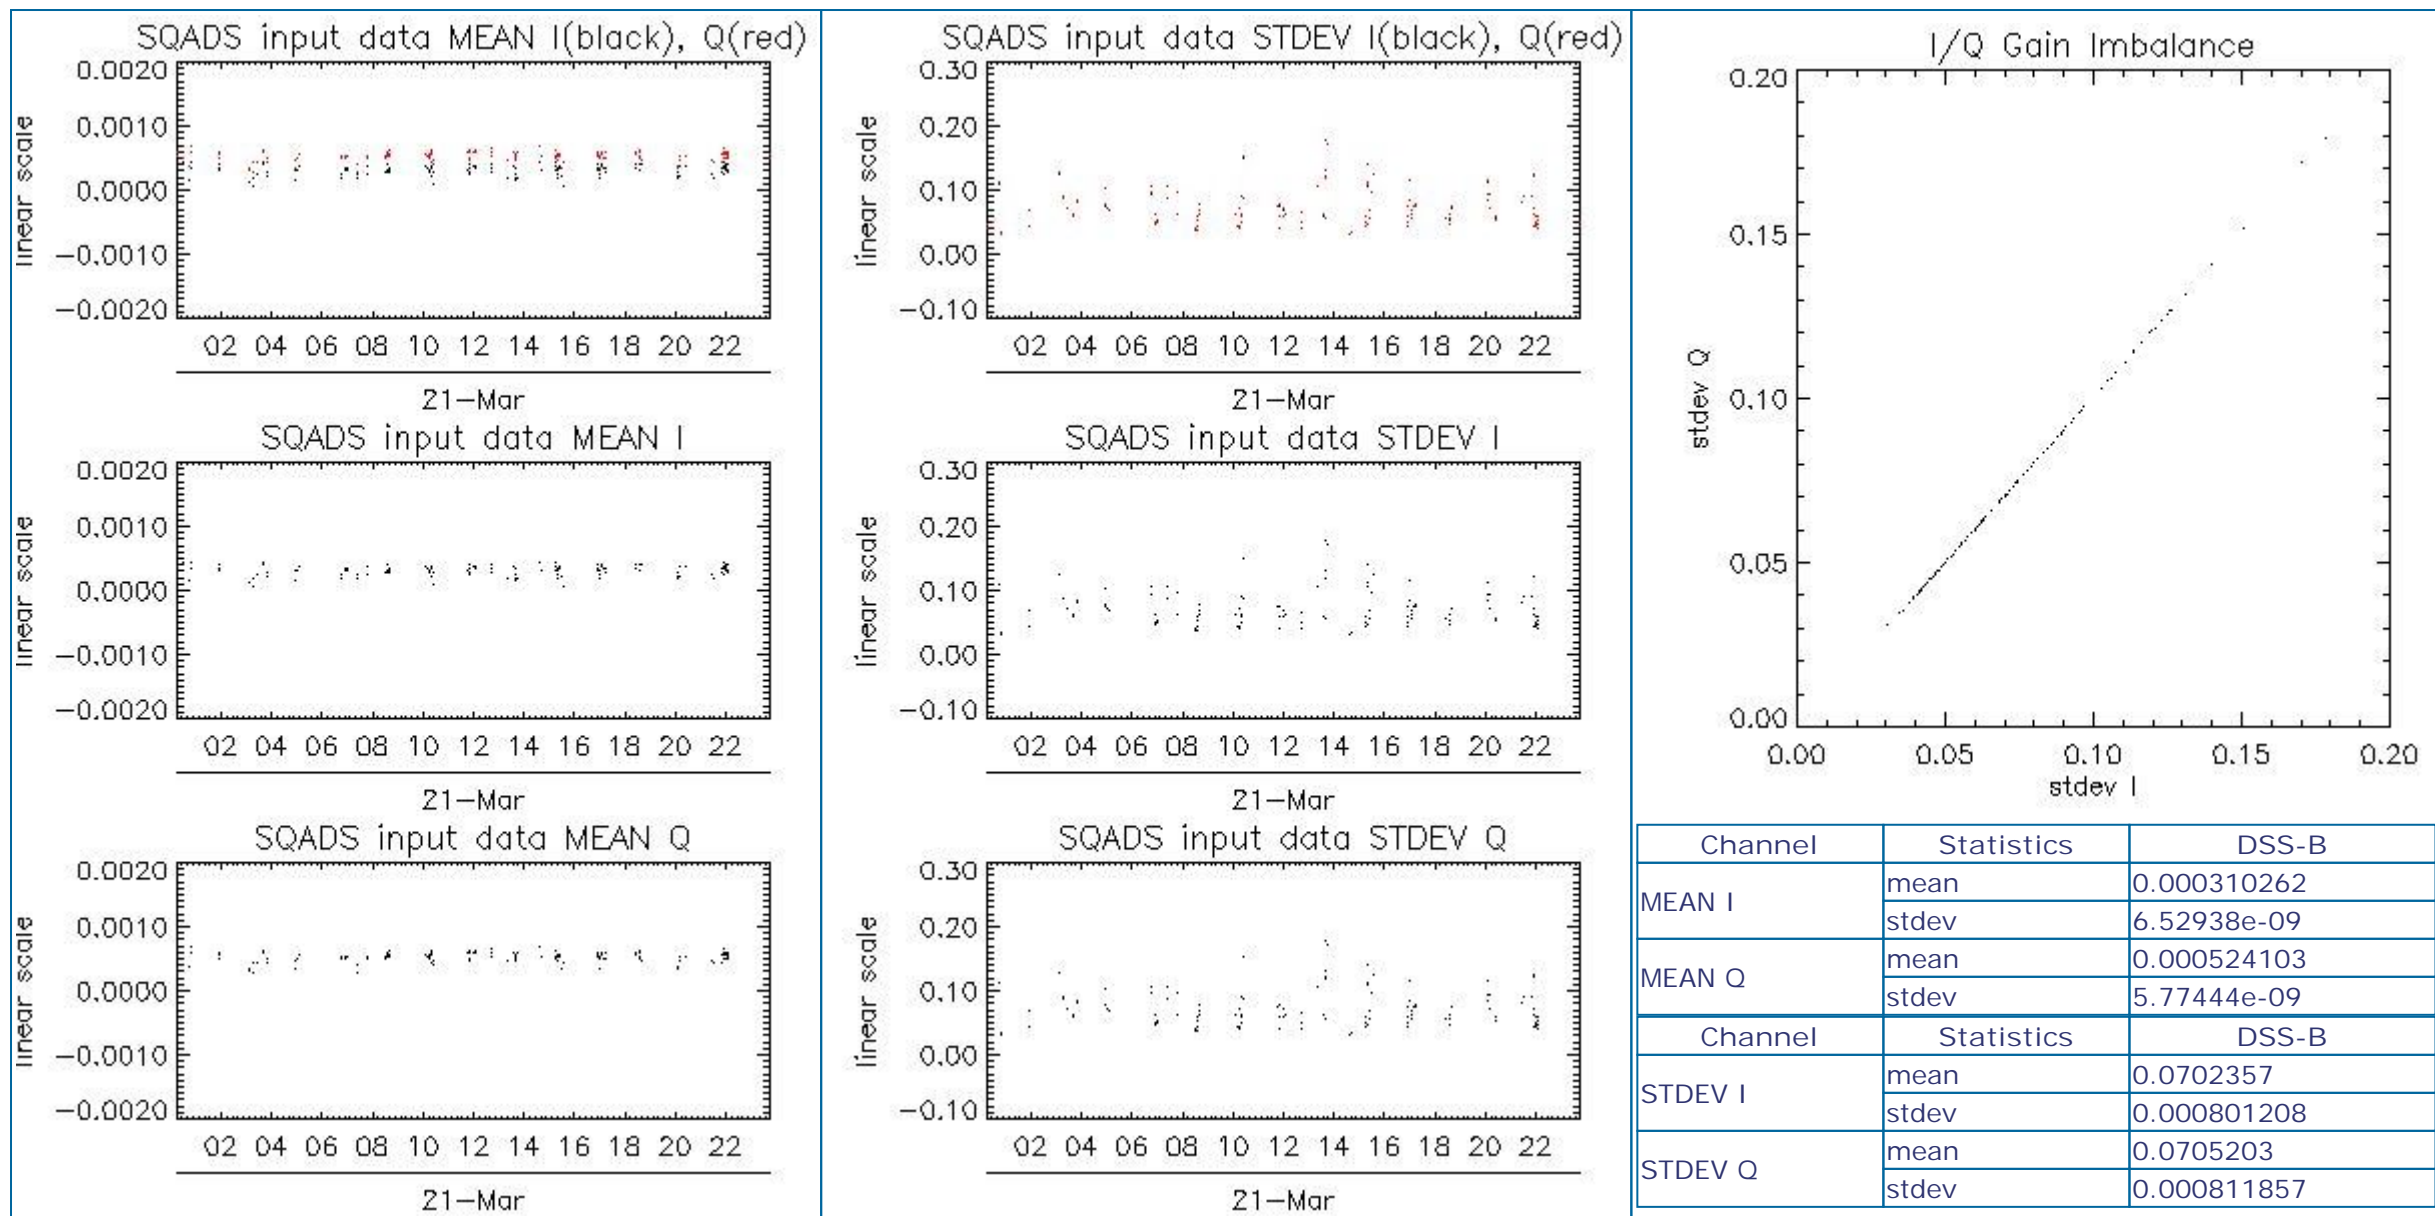 SQADS input data MEAN I(black), Q(red)
0.0020
0.0010
0.0000
−0.0010
−0.0020
linear scale
02 04 06 08 10 12 14 16 18 20 22
21−Mar
SQADS input data MEAN I
0.0020
0.0010
0.0000
−0.0010
−0.0020
linear scale
02 04 06 08 10 12 14 16 18 20 22
21−Mar
SQADS input data MEAN Q
0.0020
0.0010
0.0000
−0.0010
−0.0020
linear scale
02 04 06 08 10 12 14 16 18 20 22
21−Mar
SQADS input data STDEV I(black), Q(red)
0.30
0.20
0.10
0.00
−0.10
linear scale
02 04 06 08 10 12 14 16 18 20 22
21−Mar
SQADS input data STDEV I
0.30
0.20
0.10
0.00
−0.10
linear scale
02 04 06 08 10 12 14 16 18 20 22
21−Mar
SQADS input data STDEV Q
0.30
0.20
0.10
0.00
−0.10
linear scale
02 04 06 08 10 12 14 16 18 20 22
21−Mar
I/Q Gain Imbalance
0.20
0.15
0.10
0.05
0.00
stdev Q
0.00 0.05 0.10 0.15 0.20
stdev I
Channel Statistics DSS-B
MEAN I mean 0.000310262
stdev 6.52938e-09
MEAN Q mean 0.000524103
stdev 5.77444e-09
Channel Statistics DSS-B
STDEV I mean 0.0702357
stdev 0.000801208
STDEV Q mean 0.0705203
stdev 0.000811857